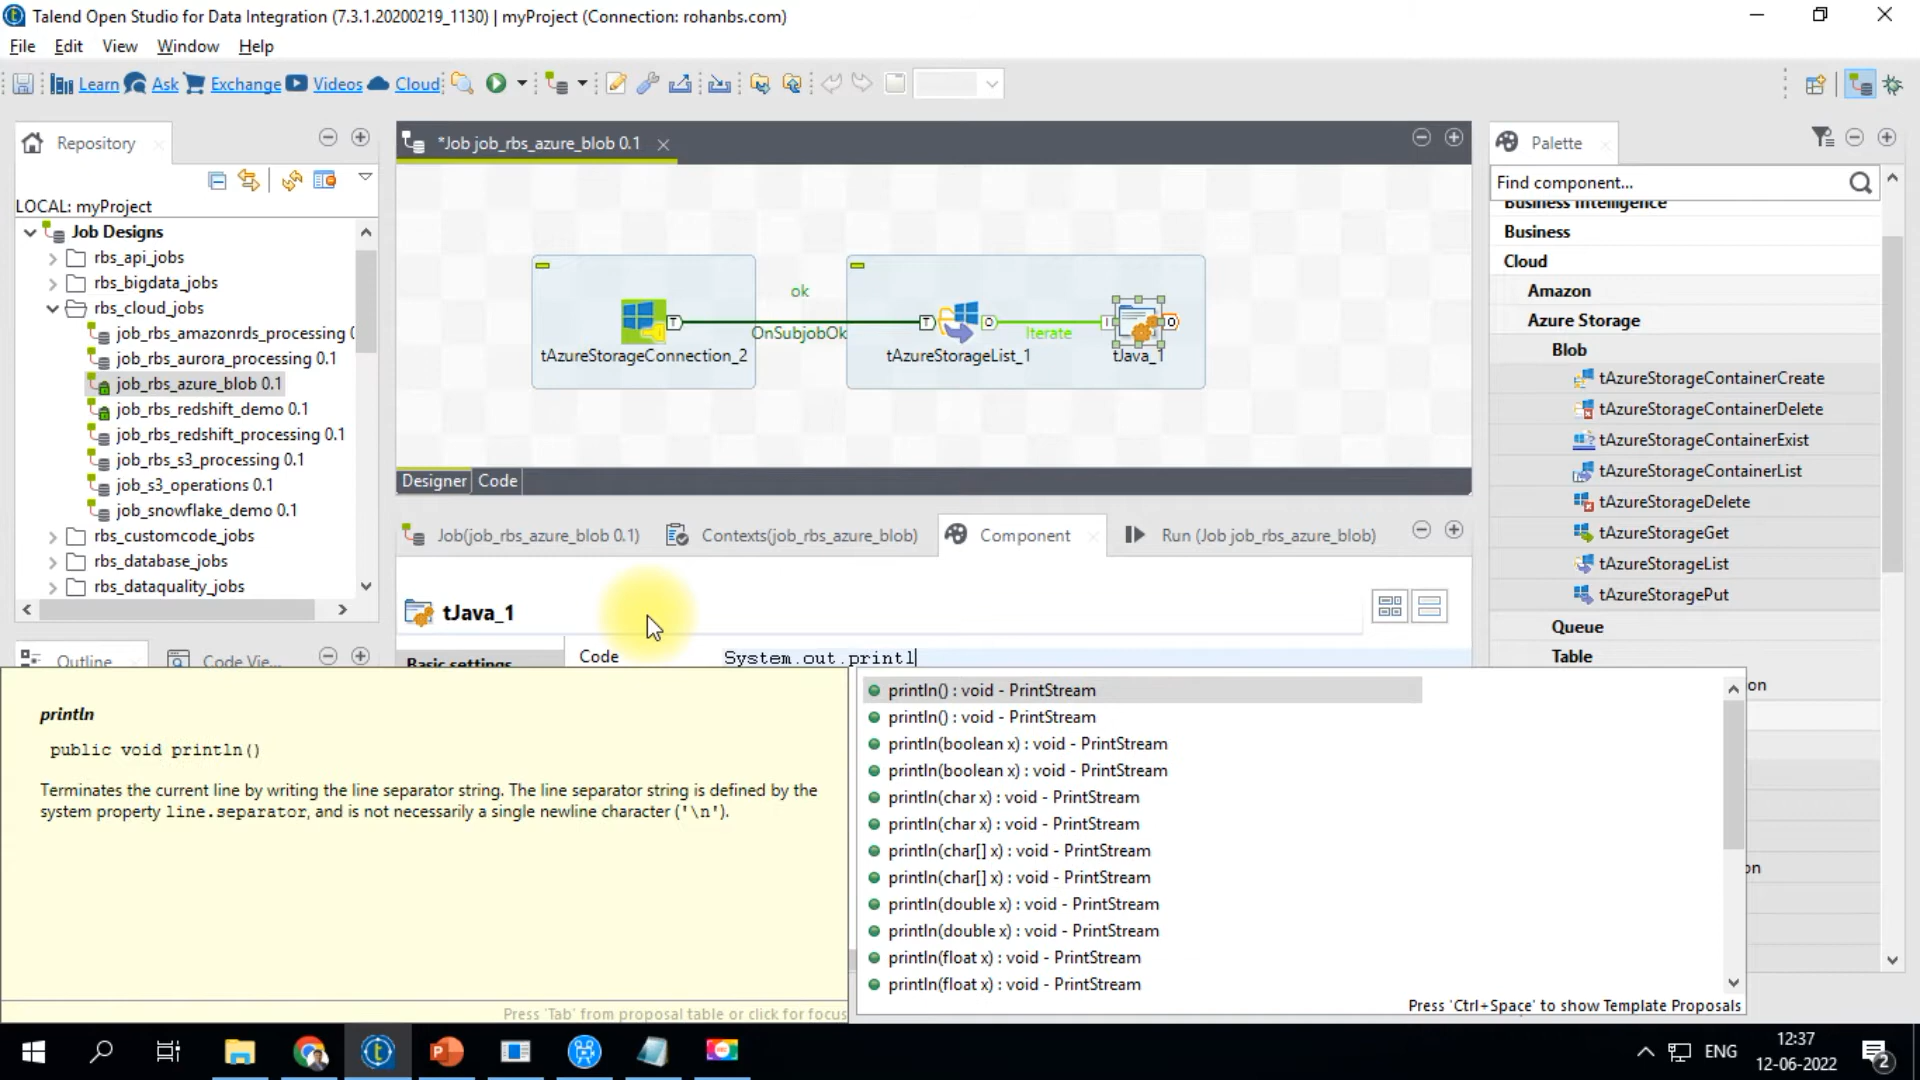 Talend Open Studio for Data Integration (7.3.1.20200219_1130) | myProject (Connection: rohanbs.com)
File Edit View Window Help
Learn Ask Exchange Videos Cloud
Repository
LOCAL: myProject
Job Designs
rbs_api_jobs
rbs_bigdata_jobs
rbs_cloud_jobs
job_rbs_amazonrds_processing (
job_rbs_aurora_processing 0.1
job_rbs_azure_blob 0.1
job_rbs_redshift_demo 0.1
job_rbs_redshift_processing 0.1
job_rbs_s3_processing 0.1
job_s3_operations 0.1
job_snowflake_demo 0.1
rbs_customcode_jobs
rbs_database_jobs
rbs_dataquality_jobs
Outline Code Vie...
*Job job_rbs_azure_blob 0.1
ok
OnSubjobOk
Iterate
tAzureStorageConnection_2
tAzureStorageList_1
tJava_1
Designer Code
Job(job_rbs_azure_blob 0.1) Contexts(job_rbs_azure_blob) Component Run (Job job_rbs_azure_blob)
tJava_1
Basic settings
Code System.out.printl
Palette
Find component...
Business Intelligence
Business
Cloud
Amazon
Azure Storage
Blob
tAzureStorageContainerCreate
tAzureStorageContainerDelete
tAzureStorageContainerExist
tAzureStorageContainerList
tAzureStorageDelete
tAzureStorageGet
tAzureStorageList
tAzureStoragePut
Queue
Table
on
on
println
public void println()
Terminates the current line by writing the line separator string. The line separator string is defined by the
system property line.separator, and is not necessarily a single newline character ('\n').
Press 'Tab' from proposal table or click for focus
println() : void - PrintStream
println() : void - PrintStream
println(boolean x) : void - PrintStream
println(boolean x) : void - PrintStream
println(char x) : void - PrintStream
println(char x) : void - PrintStream
println(char[] x) : void - PrintStream
println(char[] x) : void - PrintStream
println(double x) : void - PrintStream
println(double x) : void - PrintStream
println(float x) : void - PrintStream
println(float x) : void - PrintStream
Press 'Ctrl+Space' to show Template Proposals
ENG
12:37
12-06-2022
2